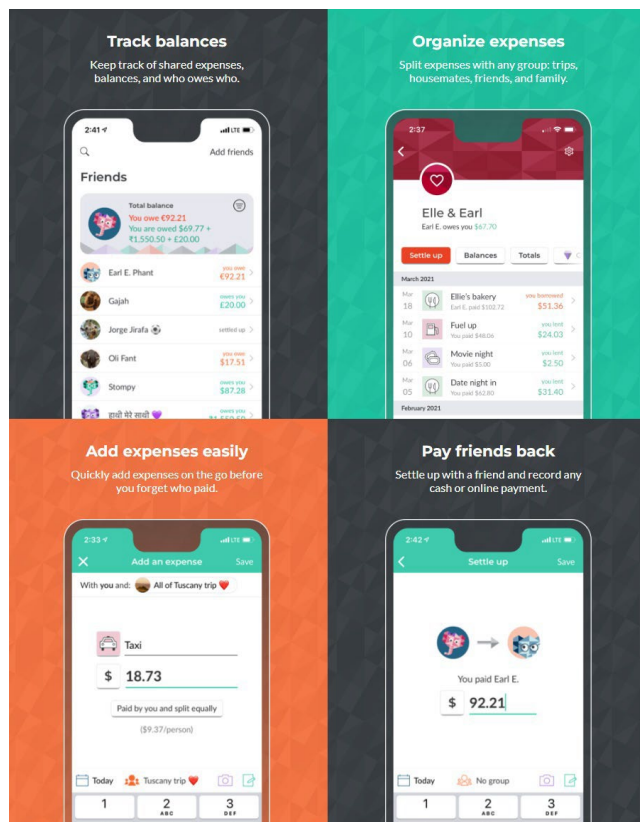 Track balances
Keep track of shared expenses,
balances, and who owes who.
2:41
LTE
Add friends
Friends
Total balance
You owe €92.21
You are owed $69.77 +
₹1,550.50 + £20.00
Earl E. Phant
you owe
€92.21
Gajah
owes you
£20.00
Jorge Jirafa ⚽
settled up
Oli Fant
you owe
$17.51
Stompy
owes you
$87.28
हाथी मेरे साथी 💜
owes you
Organize expenses
Split expenses with any group: trips,
housemates, friends, and family.
2:37
Elle & Earl
Earl E. owes you $67.70
Settle up
Balances
Totals
March 2021
Mar
18
Ellie's bakery
Earl E. paid $102.72
you borrowed
$51.36
Mar
10
Fuel up
You paid $48.06
you lent
$24.03
Mar
06
Movie night
You paid $5.00
you lent
$2.50
Mar
05
Date night in
You paid $62.80
you lent
$31.40
February 2021
Add expenses easily
Quickly add expenses on the go before
you forget who paid.
2:33
LTE
Add an expense
Save
With you and: All of Tuscany trip ❤️
Taxi
$ 18.73
Paid by you and split equally
($9.37/person)
Today
Tuscany trip ❤️
1
2
ABC
3
DEF
Pay friends back
Settle up with a friend and record any
cash or online payment.
2:42
LTE
Settle up
Save
You paid Earl E.
$ 92.21
Today
No group
1
2
ABC
3
DEF